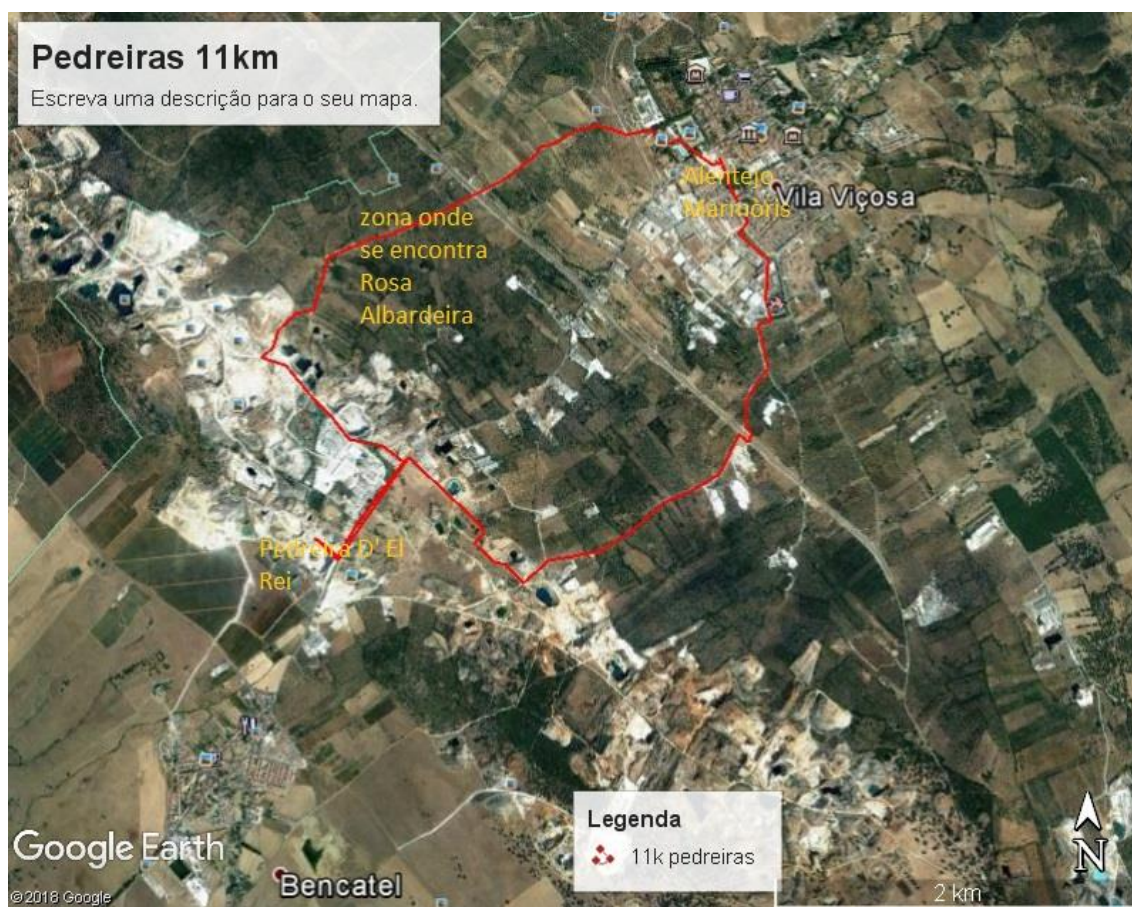 Pedreiras 11km
Escreva uma descrição para o seu mapa.
Alentejo
Marmòris
Vila Viçosa
zona onde
se encontra
Rosa
Albardeira
Pedreira D' El
Rei
Legenda
11k pedreiras
Google Earth
N
©2018 Google
Bencatel
2 km